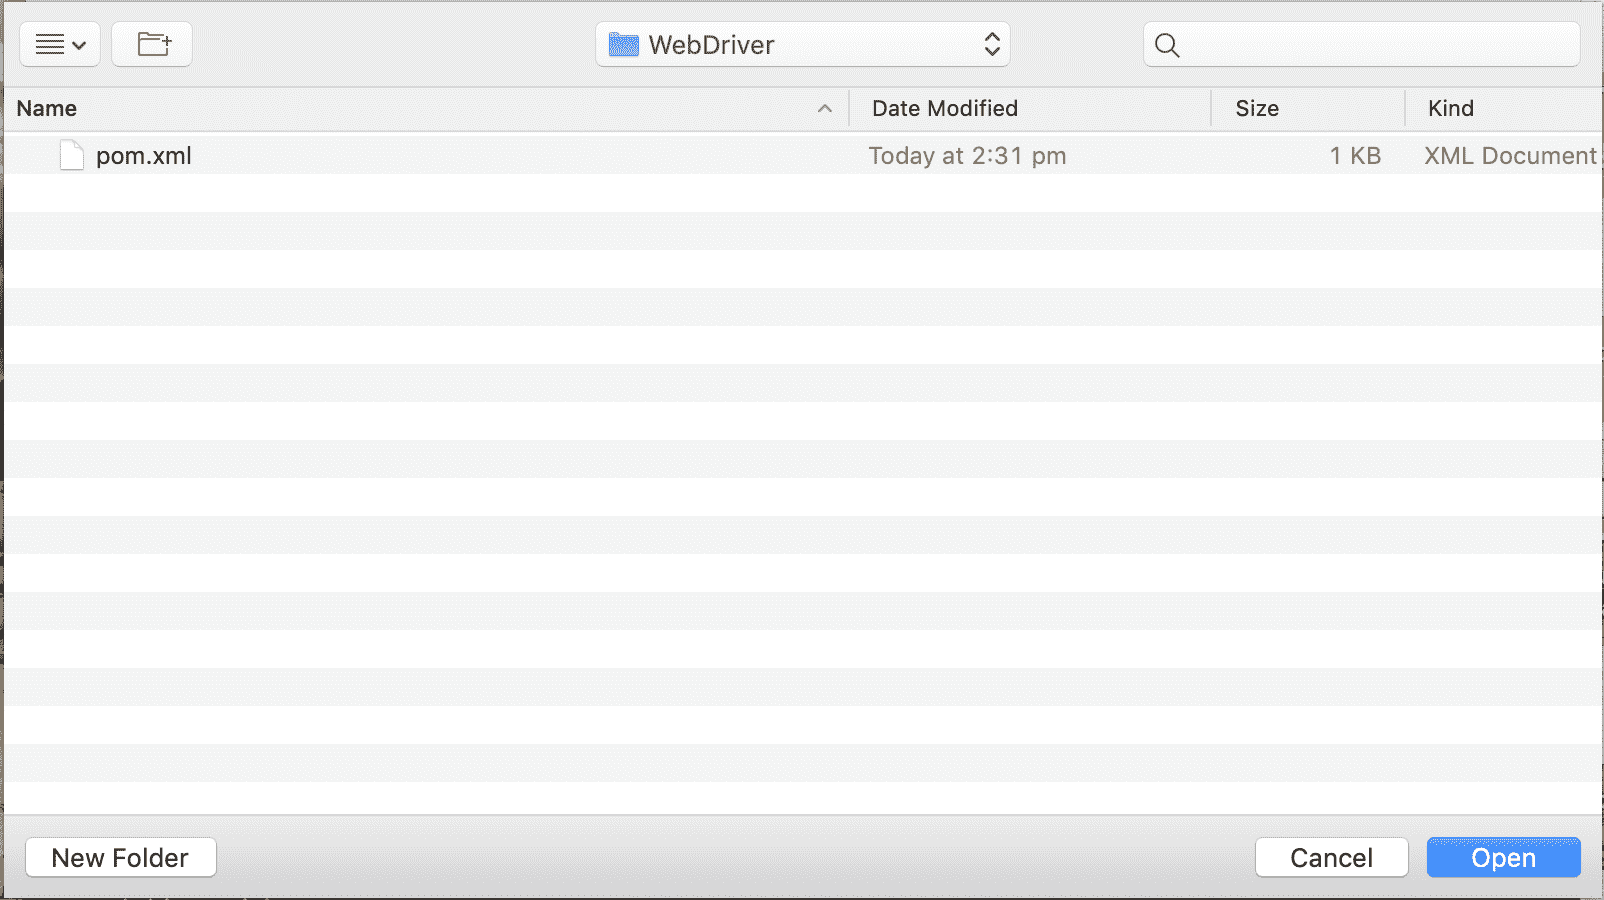 WebDriver
Name Date Modified Size Kind
pom.xml Today at 2:31 pm 1 KB XML Document
New Folder Cancel Open